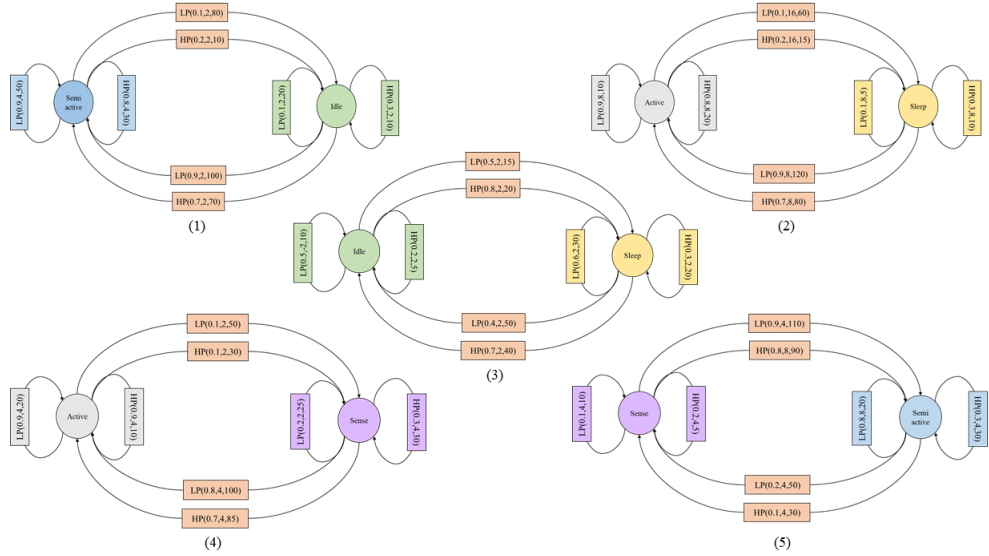 LP(0.1,2,80)
HP(0.2,2,10)
LP(0.9,4,50)
Semi
active
HP(0.8,4,30)
LP(0.1,2,20)
Idle
HP(0.3,2,10)
LP(0.9,2,100)
HP(0.7,2,70)
(1)
LP(0.1,16,60)
HP(0.2,16,15)
LP(0.9,8,10)
Active
HP(0.8,8,20)
LP(0.1,8,5)
Sleep
HP(0.3,8,10)
LP(0.9,8,120)
HP(0.7,8,80)
(2)
LP(0.5,2,15)
HP(0.8,2,20)
LP(0.5,-2,10)
Idle
HP(0.2,2,5)
LP(0.6,2,30)
Sleep
HP(0.3,2,20)
LP(0.4,2,50)
HP(0.7,2,40)
(3)
LP(0.1,2,50)
HP(0.1,2,30)
LP(0.9,4,20)
Active
HP(0.9,4,10)
LP(0.2,2,25)
Sense
HP(0.3,4,30)
LP(0.8,4,100)
HP(0.7,4,85)
(4)
LP(0.9,4,110)
HP(0.8,8,90)
LP(0.1,4,10)
Sense
HP(0.2,4,5)
LP(0.8,8,20)
Semi
active
HP(0.3,4,30)
LP(0.2,4,50)
HP(0.1,4,30)
(5)